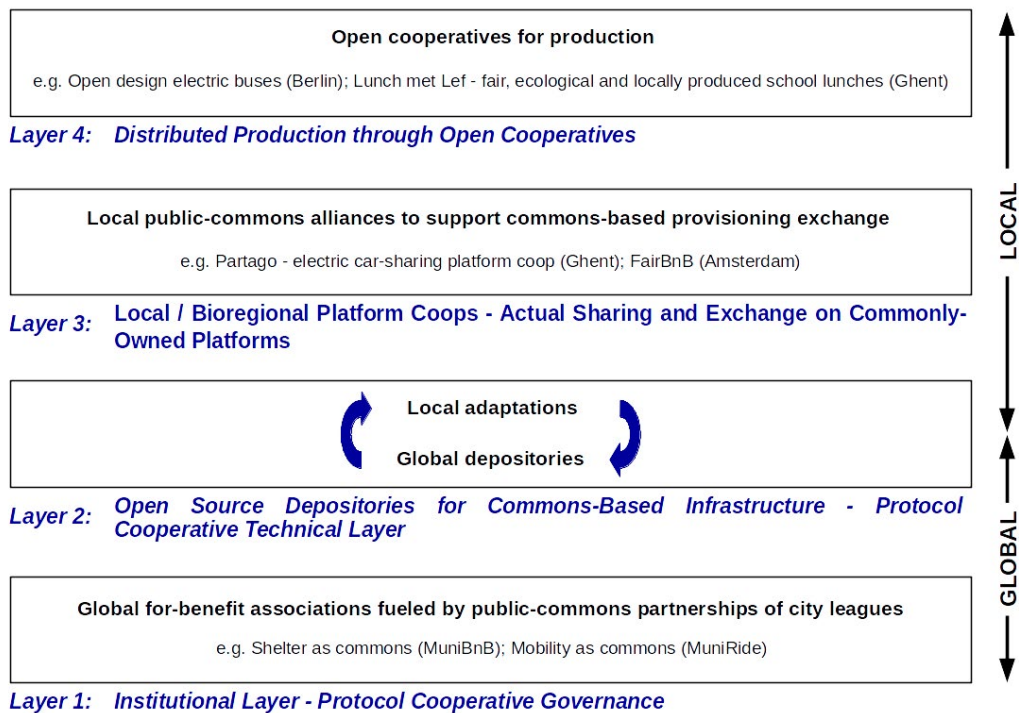 Open cooperatives for production
e.g. Open design electric buses (Berlin); Lunch met Lef - fair, ecological and locally produced school lunches (Ghent)
Layer 4: Distributed Production through Open Cooperatives
Local public-commons alliances to support commons-based provisioning exchange
e.g. Partago - electric car-sharing platform coop (Ghent); FairBnB (Amsterdam)
LOCAL
Layer 3: Local / Bioregional Platform Coops - Actual Sharing and Exchange on Commonly-
Owned Platforms
Local adaptations
Global depositories
Layer 2: Open Source Depositories for Commons-Based Infrastructure - Protocol
Cooperative Technical Layer
GLOBAL
Global for-benefit associations fueled by public-commons partnerships of city leagues
e.g. Shelter as commons (MuniBnB); Mobility as commons (MuniRide)
Layer 1: Institutional Layer - Protocol Cooperative Governance